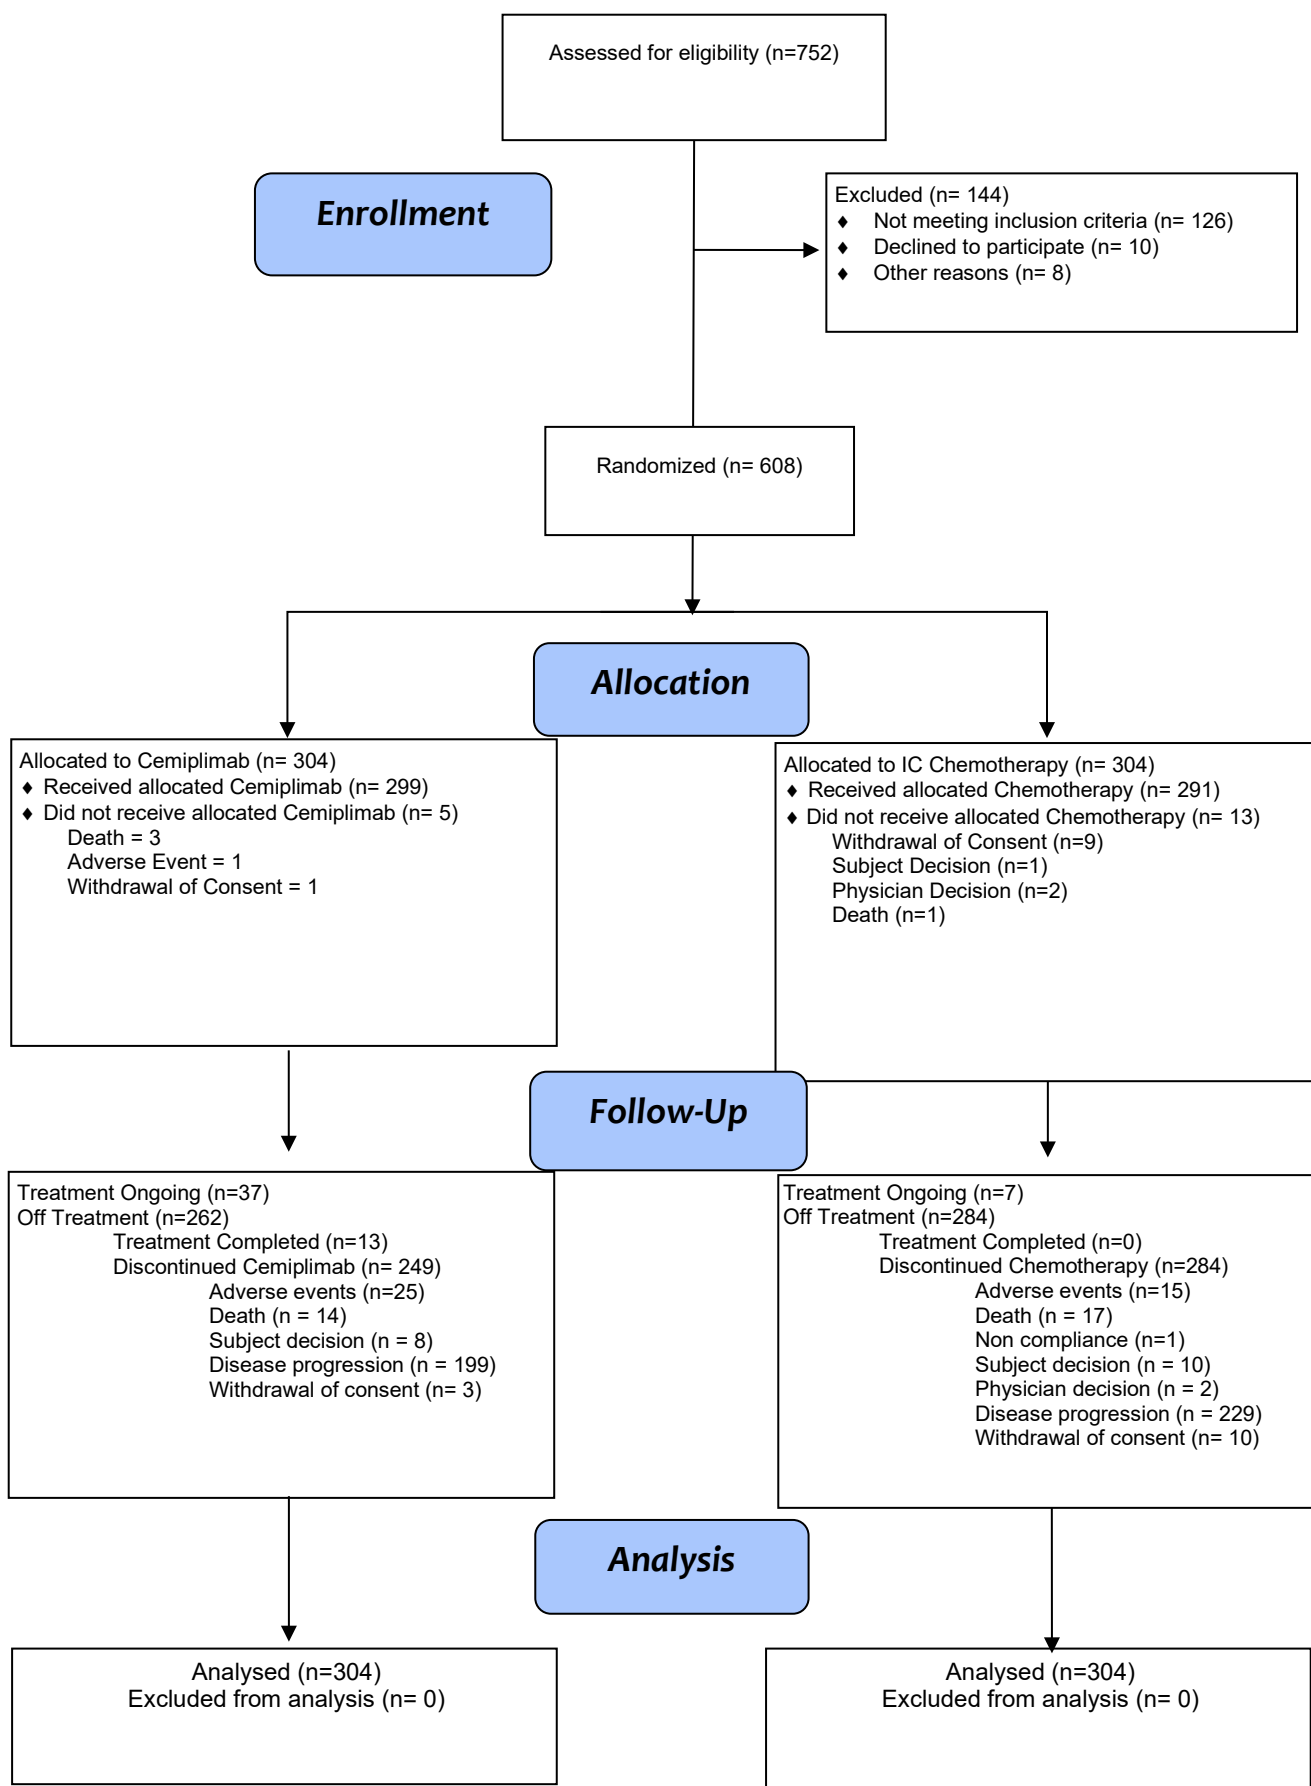 Assessed for eligibility (n=752)
Enrollment
Excluded (n= 144)
♦ Not meeting inclusion criteria (n= 126)
♦ Declined to participate (n= 10)
♦ Other reasons (n= 8)
Randomized (n= 608)
Allocation
Allocated to Cemiplimab (n= 304)
♦ Received allocated Cemiplimab (n= 299)
♦ Did not receive allocated Cemiplimab (n= 5)
Death = 3
Adverse Event = 1
Withdrawal of Consent = 1
Allocated to IC Chemotherapy (n= 304)
♦ Received allocated Chemotherapy (n= 291)
♦ Did not receive allocated Chemotherapy (n= 13)
Withdrawal of Consent (n=9)
Subject Decision (n=1)
Physician Decision (n=2)
Death (n=1)
Follow-Up
Treatment Ongoing (n=37)
Off Treatment (n=262)
Treatment Completed (n=13)
Discontinued Cemiplimab (n= 249)
Adverse events (n=25)
Death (n = 14)
Subject decision (n = 8)
Disease progression (n = 199)
Withdrawal of consent (n= 3)
Treatment Ongoing (n=7)
Off Treatment (n=284)
Treatment Completed (n=0)
Discontinued Chemotherapy (n=284)
Adverse events (n=15)
Death (n = 17)
Non compliance (n=1)
Subject decision (n = 10)
Physician decision (n = 2)
Disease progression (n = 229)
Withdrawal of consent (n= 10)
Analysis
Analysed (n=304)
Excluded from analysis (n= 0)
Analysed (n=304)
Excluded from analysis (n= 0)